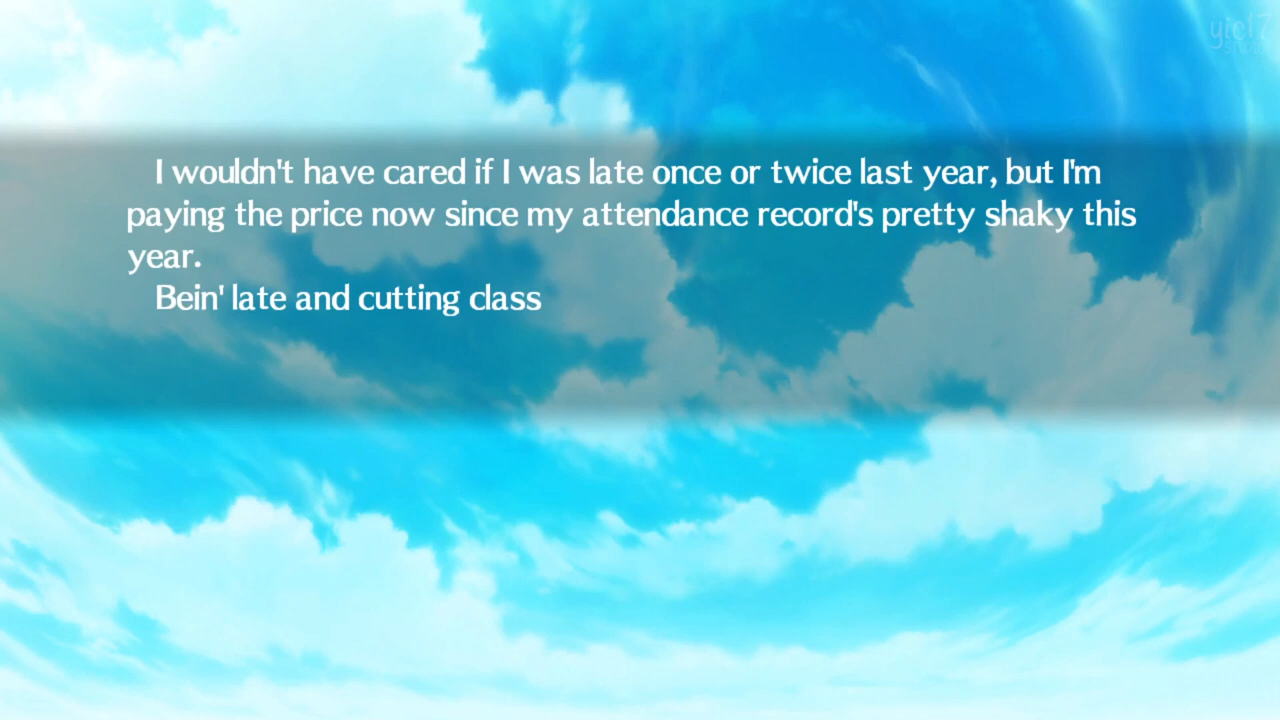 I wouldn't have cared if I was late once or twice last year, but I'm
paying the price now since my attendance record's pretty shaky this
year.
Bein' late and cutting class